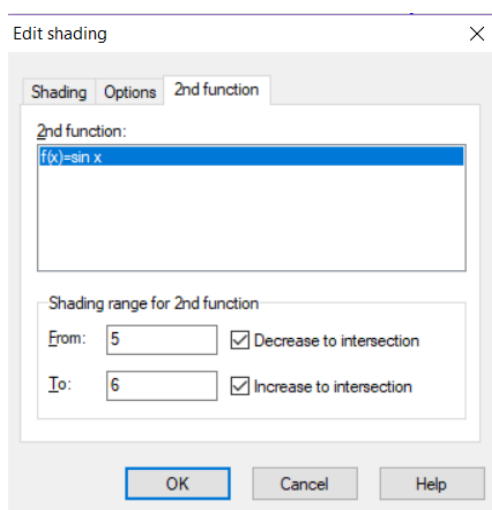 Edit shading
Shading Options 2nd function
2nd function:
f(x)=sin x
Shading range for 2nd function
From: 5 Decrease to intersection
To: 6 Increase to intersection
OK Cancel Help